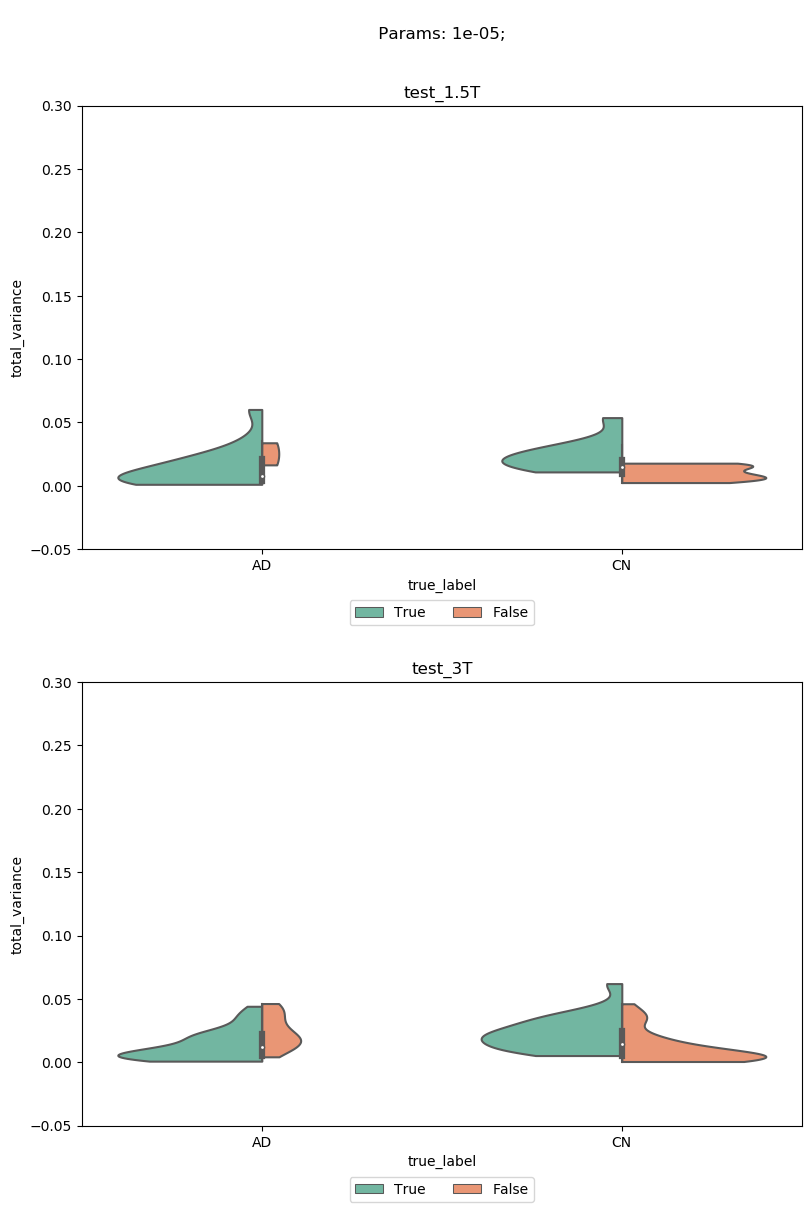 Params: 1e-05;
test_1.5T
0.30
0.25
0.20
0.15
0.10
0.05
0.00
−0.05
total_variance
AD
CN
true_label
True
False
test_3T
0.30
0.25
0.20
0.15
0.10
0.05
0.00
−0.05
total_variance
AD
CN
true_label
True
False